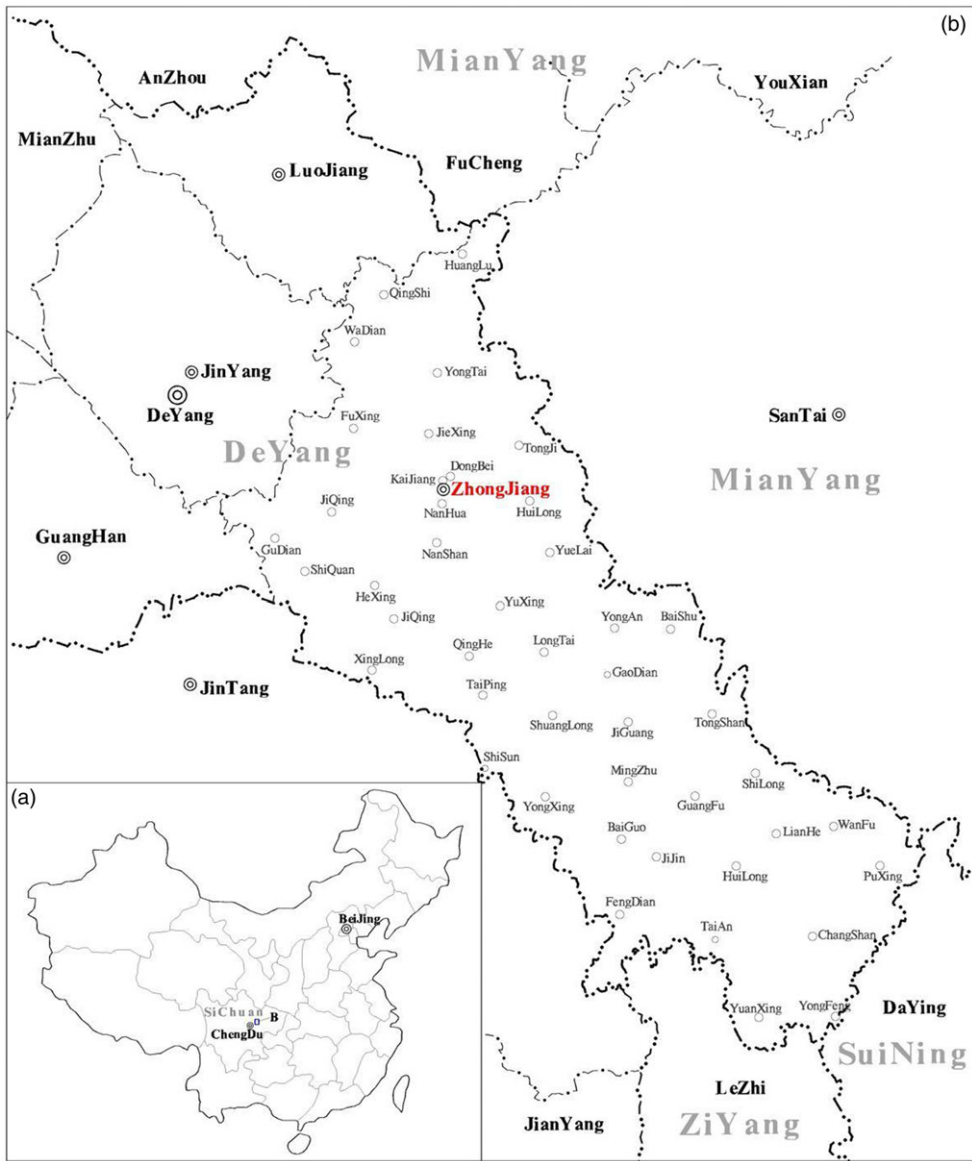 (b)
MianYang
AnZhou
YouXian
MianZhu
FuCheng
LuoJiang
HuangLu
QingShi
WaDian
JinYang
YongTai
DeYang
SanTai
FuXing
JieXing
DeYang
TongJi
DongBei
MianYang
KaiJiang
ZhongJiang
JiQing
NanHua
HuiLong
GuangHan
GuDian
NanShan
YueLai
ShiQuan
HeXing
YuXing
JiQing
YongAn
BaiShu
QingHe
LongTai
XingLong
GaoDian
JinTang
TaiPing
ShuangLong
JiGuang
TongShan
ShiSun
MingZhu
ShiLong
(a)
YongXing
GuangFu
BaiGuo
LianHe
WanFu
JiJin
HuiLong
PuXing
FengDian
BeiJing
TaiAn
ChangShan
SiChuan
B
YuanXing
YongFeng
DaYing
ChengDu
SuiNing
LeZhi
JianYang
ZiYang